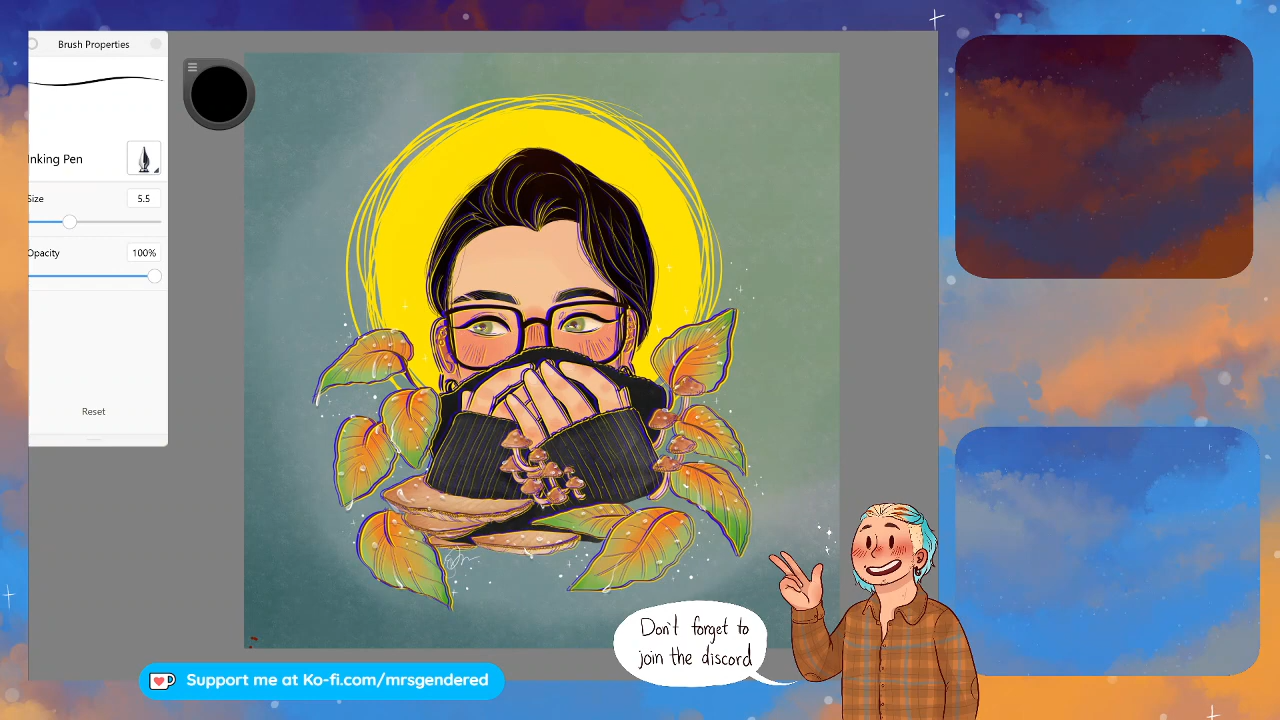 Brush Properties
nking Pen
Size
5.5
Opacity
100%
Reset
Don't forget to
join the discord
Support me at Ko-fi.com/mrsgendered